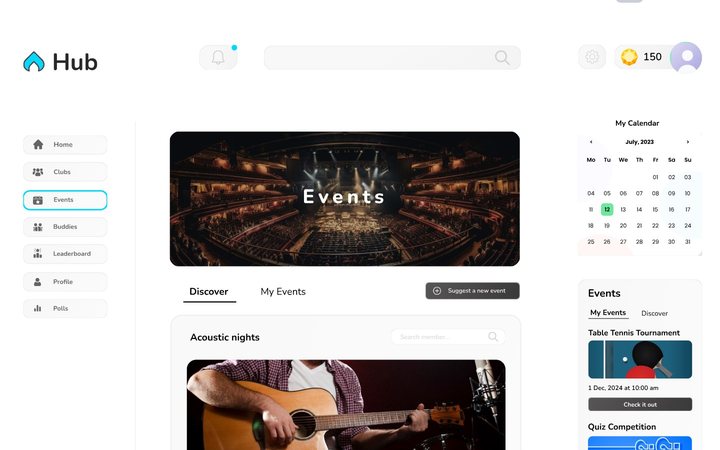 Hub
150
Home
Clubs
Events
Buddies
Leaderboard
Profile
Polls
Events
Discover
My Events
Suggest a new event
Acoustic nights
Search member...
My Calendar
‹ July, 2023 ›
Mo Tu We Th Fr Sa Su
01 02 03
04 05 06 07 08 09 10
11 12 13 14 15 16 17
18 19 20 21 22 23 24
25 26 27 28 29 30 31
Events
My Events Discover
Table Tennis Tournament
1 Dec, 2024 at 10:00 am
Check it out
Quiz Competition